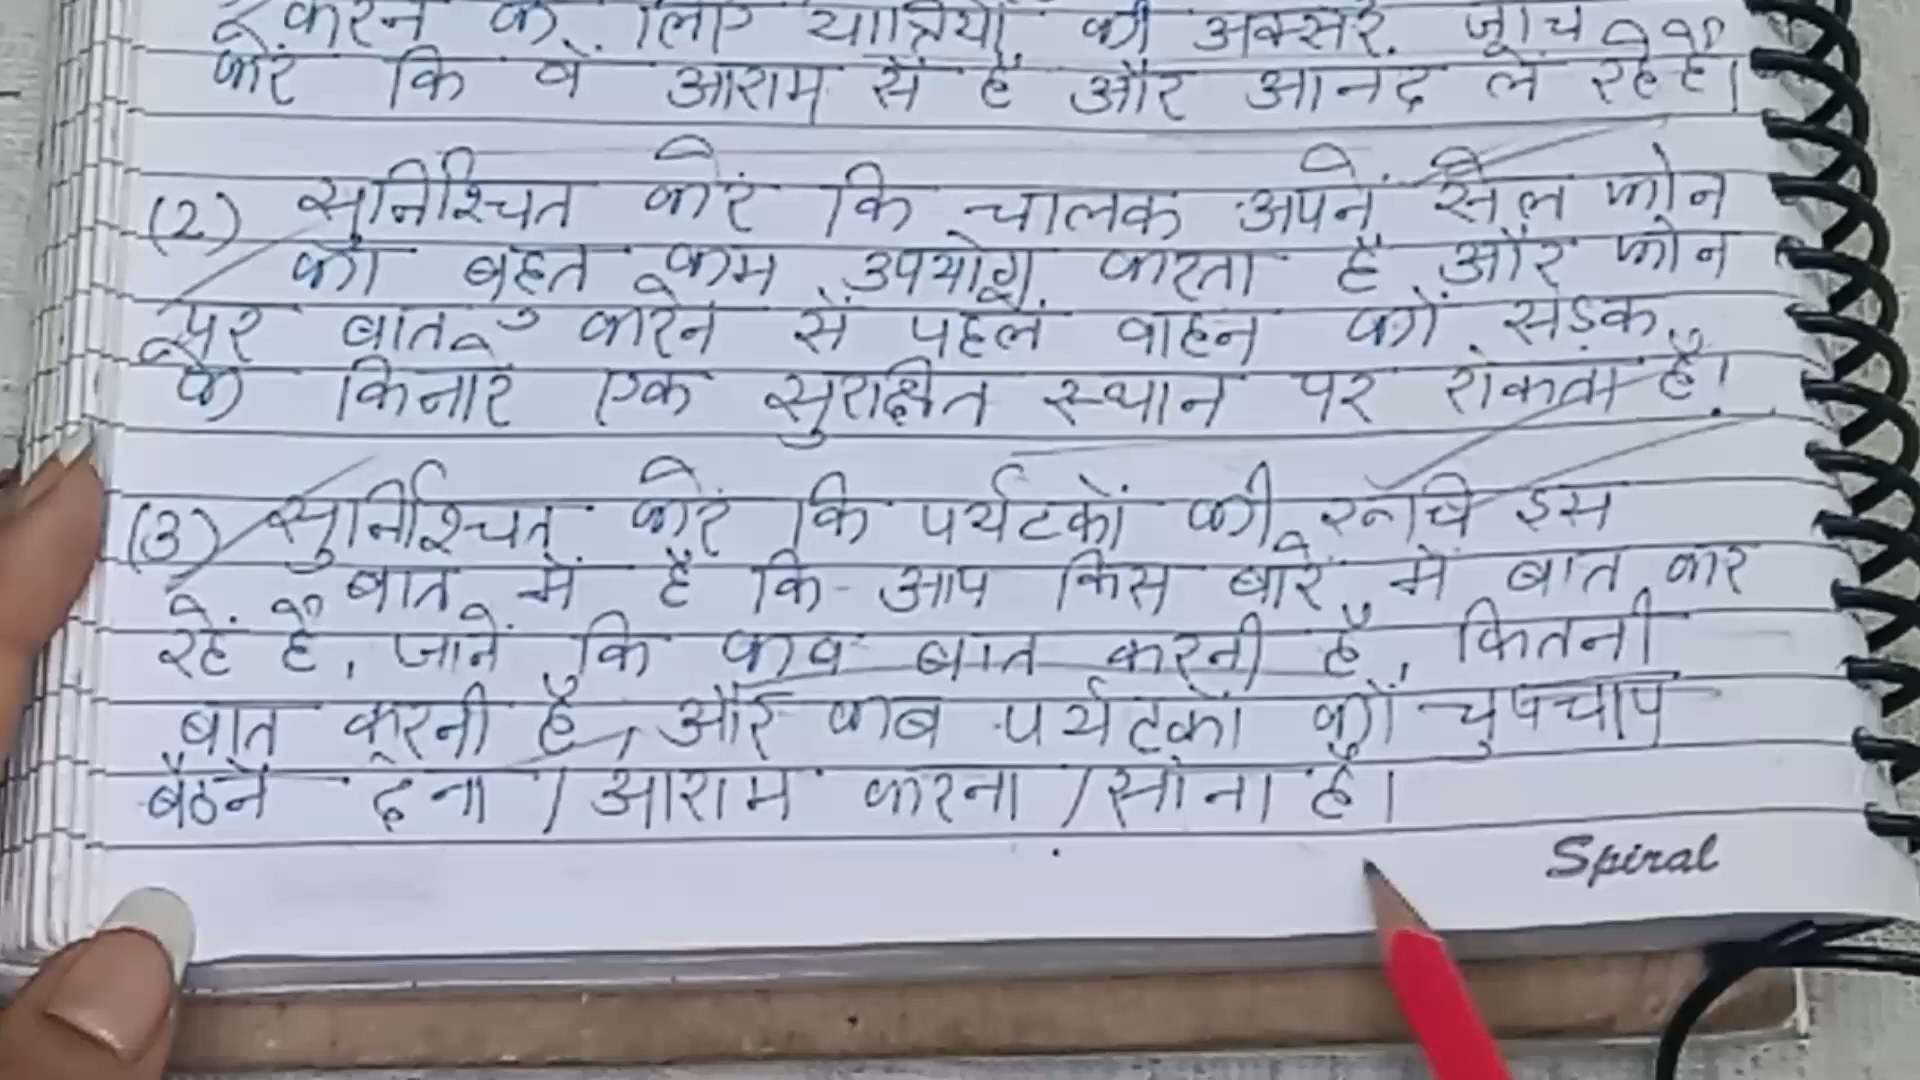 करने के लिए यात्रियों की अक्सर जाँच
करें कि वे आराम से हैं और आनंद ले रहे हैं।
(2) सुनिश्चित करें कि चालक अपने सेल फोन
का बहुत कम उपयोग करता है और फोन
पर बात करने से पहले वाहन को सड़क
के किनारे एक सुरक्षित स्थान पर रोकता है।
(3) सुनिश्चित करें कि पर्यटकों की रूचि इस
बात में है कि आप किस बारे में बात कर
रहे हैं, जाने कि कब बात करनी है, कितनी
बात करनी है, और कब पर्यटकों को चुपचाप
बैठने देना / आराम करना / सोना है।
Spiral